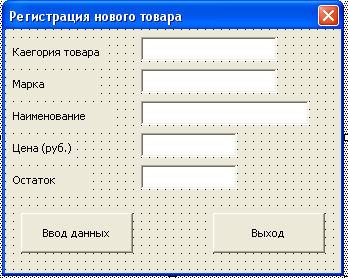 Регистрация нового товара
Каегория товара
Марка
Наименование
Цена (руб.)
Остаток
Ввод данных
Выход